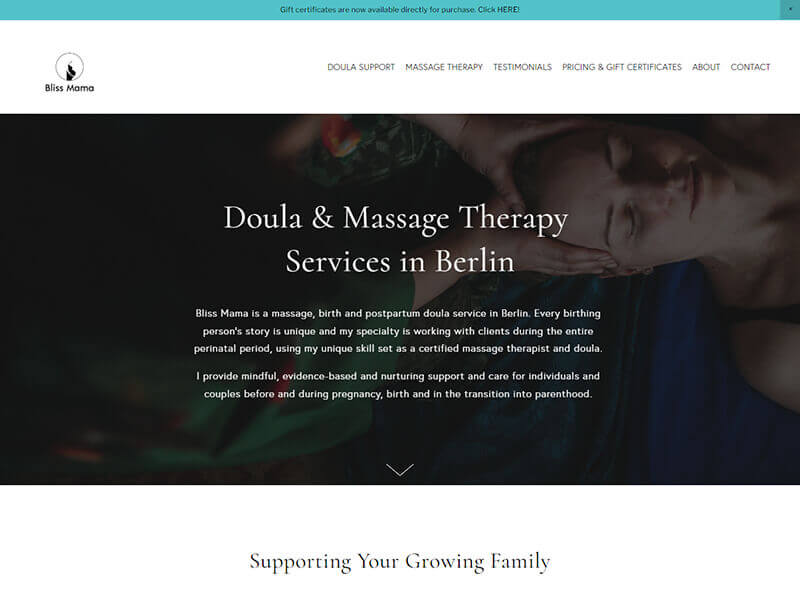 Gift certificates are now available directly for purchase. Click HERE!
×
Bliss Mama
DOULA SUPPORT MASSAGE THERAPY TESTIMONIALS PRICING & GIFT CERTIFICATES ABOUT CONTACT
Doula & Massage Therapy
Services in Berlin
Bliss Mama is a massage, birth and postpartum doula service in Berlin. Every birthing
person's story is unique and my specialty is working with clients during the entire
perinatal period, using my unique skill set as a certified massage therapist and doula.
I provide mindful, evidence-based and nurturing support and care for individuals and
couples before and during pregnancy, birth and in the transition into parenthood.
Supporting Your Growing Family